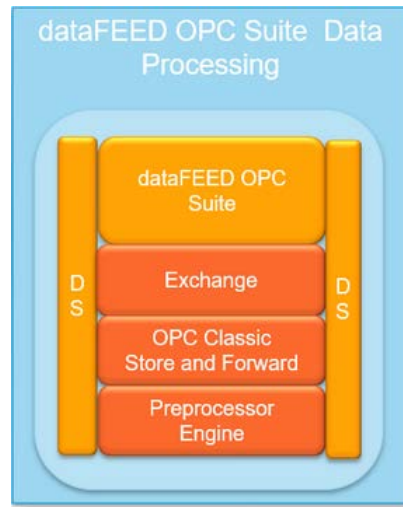 dataFEED OPC Suite Data
Processing
dataFEED OPC
Suite
D
S
Exchange
D
S
OPC Classic
Store and Forward
Preprocessor
Engine